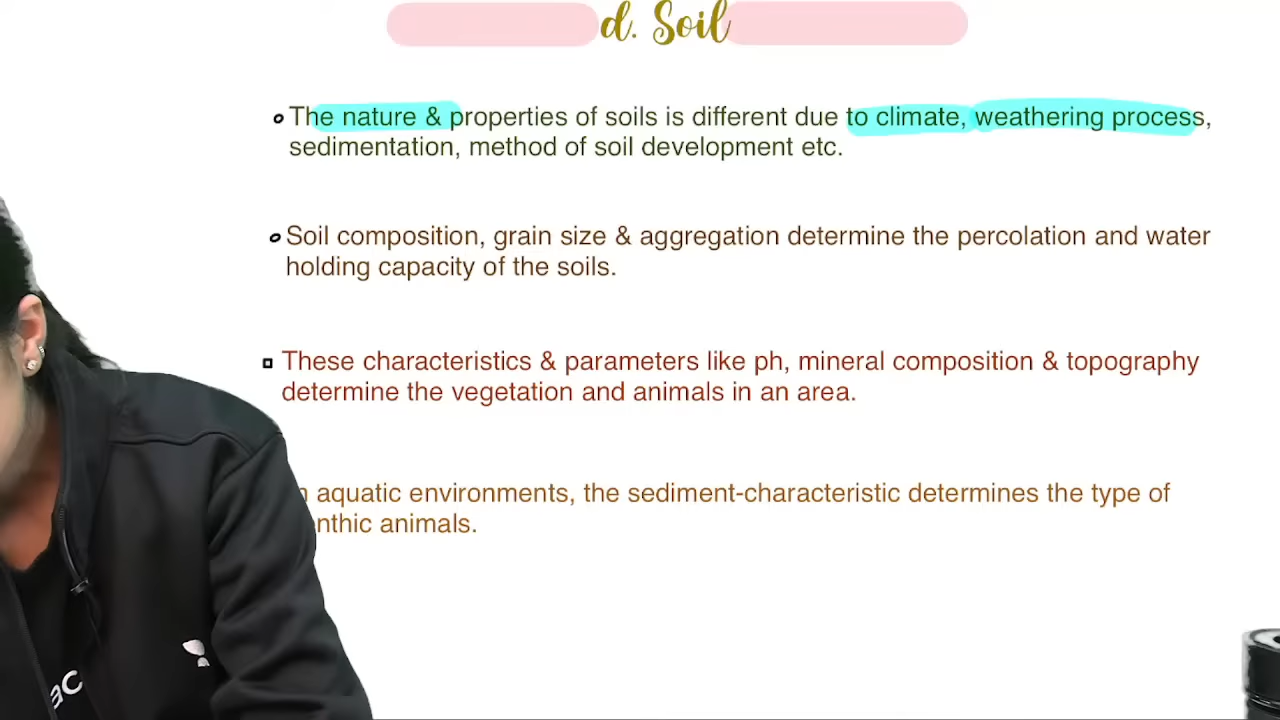 d. Soil
The nature & properties of soils is different due to climate, weathering process,
sedimentation, method of soil development etc.
Soil composition, grain size & aggregation determine the percolation and water
holding capacity of the soils.
These characteristics & parameters like ph, mineral composition & topography
determine the vegetation and animals in an area.
aquatic environments, the sediment-characteristic determines the type of
animals.